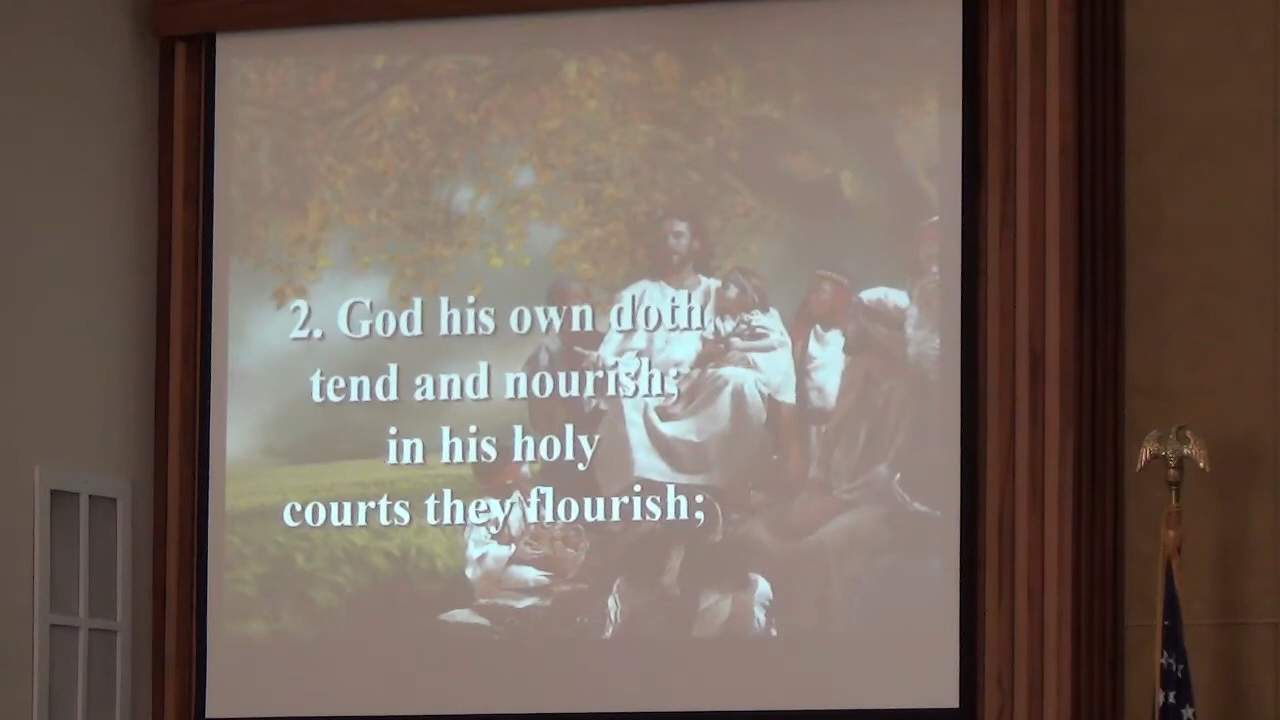 2. God his own doth
tend and nourish;
in his holy
courts they flourish;